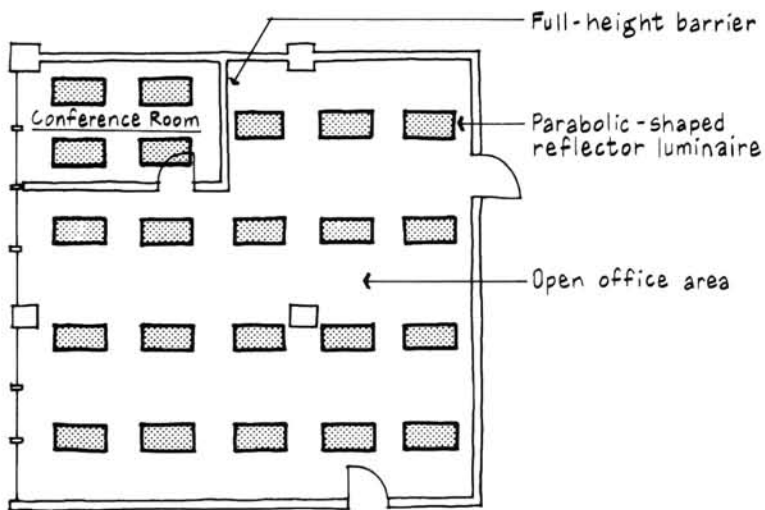 Full-height barrier
Conference Room
Parabolic-shaped
reflector luminaire
Open office area